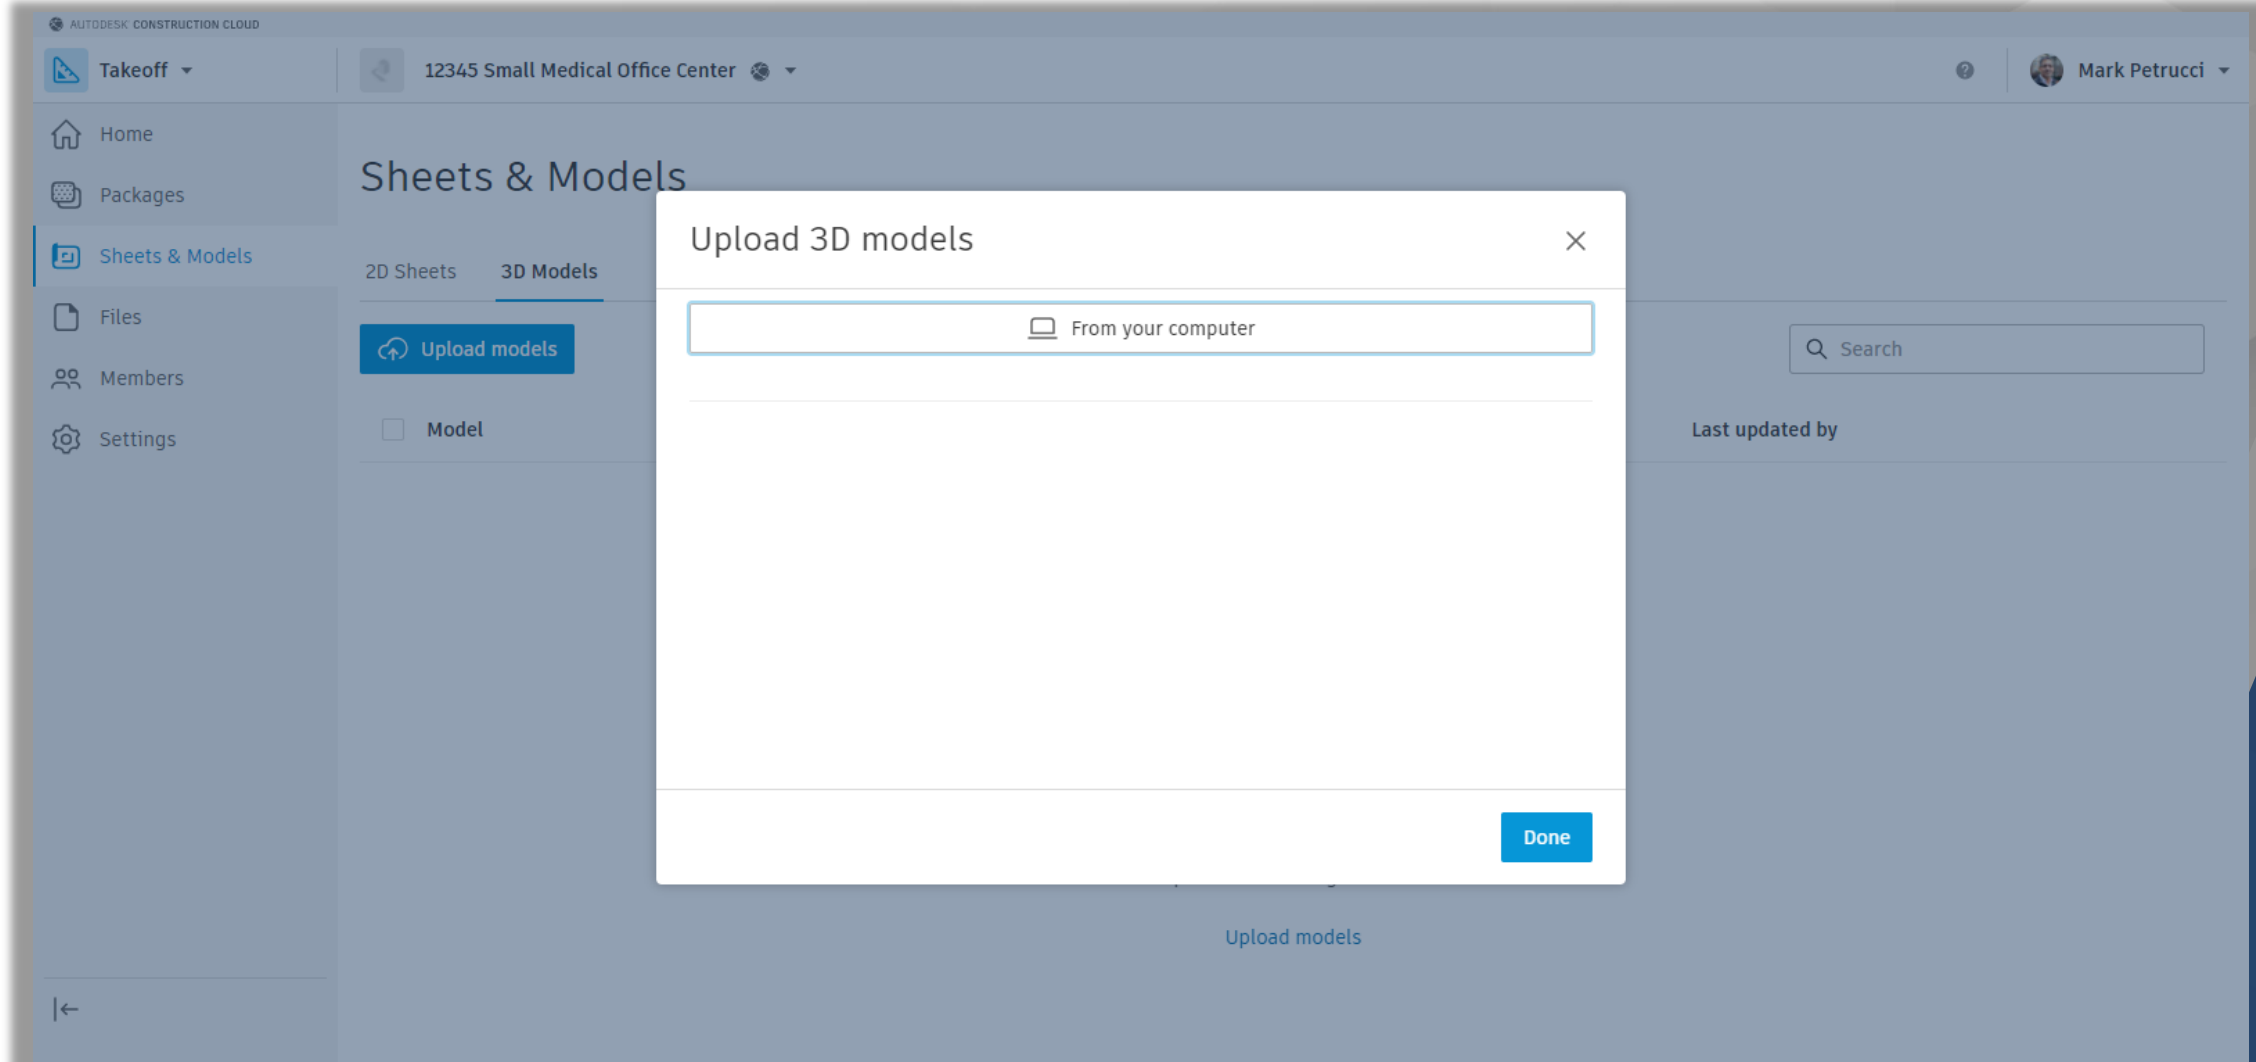 AUTODESK CONSTRUCTION CLOUD
Takeoff
12345 Small Medical Office Center
Mark Petrucci
Home
Packages
Sheets & Models
Files
Members
Settings
Sheets & Models
2D Sheets 3D Models
Upload models
Search
Model
Last updated by
Upload 3D models
From your computer
Done
Upload models